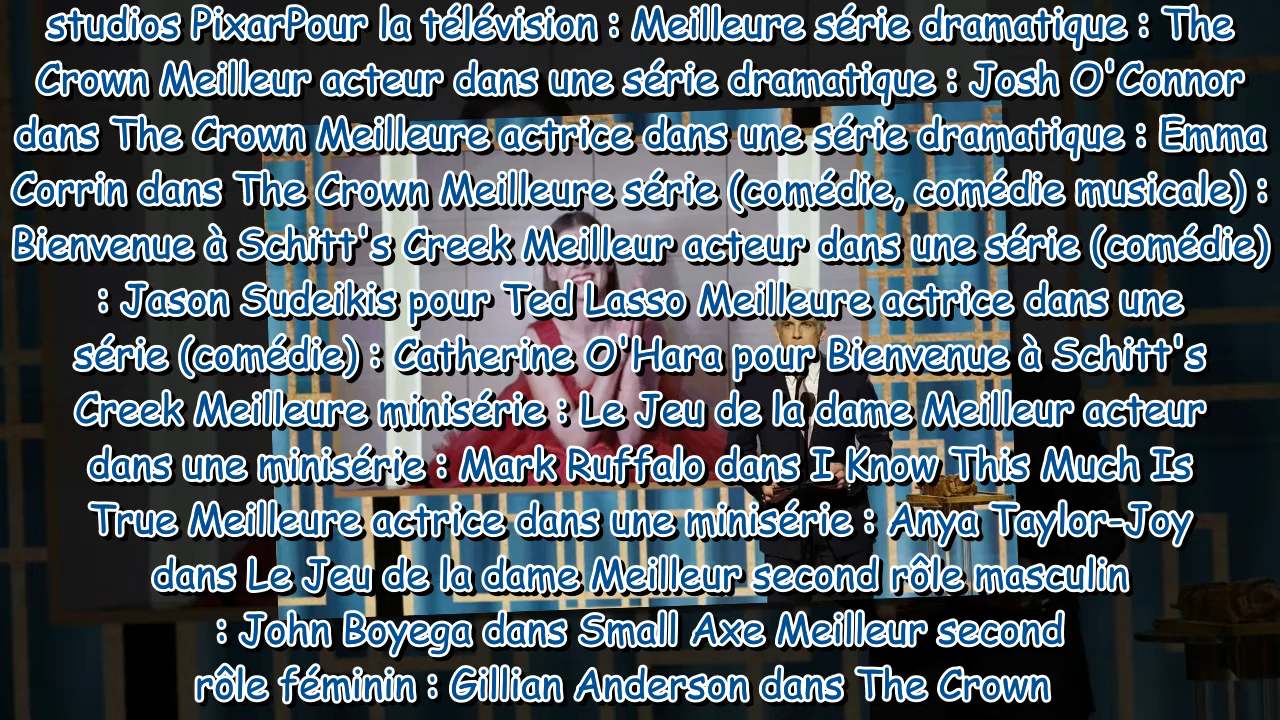 studios PixarPour la télévision : Meilleure série dramatique : The
Crown Meilleur acteur dans une série dramatique : Josh O'Connor
dans The Crown Meilleure actrice dans une série dramatique : Emma
Corrin dans The Crown Meilleure série (comédie, comédie musicale) :
Bienvenue à Schitt's Creek Meilleur acteur dans une série (comédie)
: Jason Sudeikis pour Ted Lasso Meilleure actrice dans une
série (comédie) : Catherine O'Hara pour Bienvenue à Schitt's
Creek Meilleure minisérie : Le Jeu de la dame Meilleur acteur
dans une minisérie : Mark Ruffalo dans I Know This Much Is
True Meilleure actrice dans une minisérie : Anya Taylor-Joy
dans Le Jeu de la dame Meilleur second rôle masculin
: John Boyega dans Small Axe Meilleur second
rôle féminin : Gillian Anderson dans The Crown